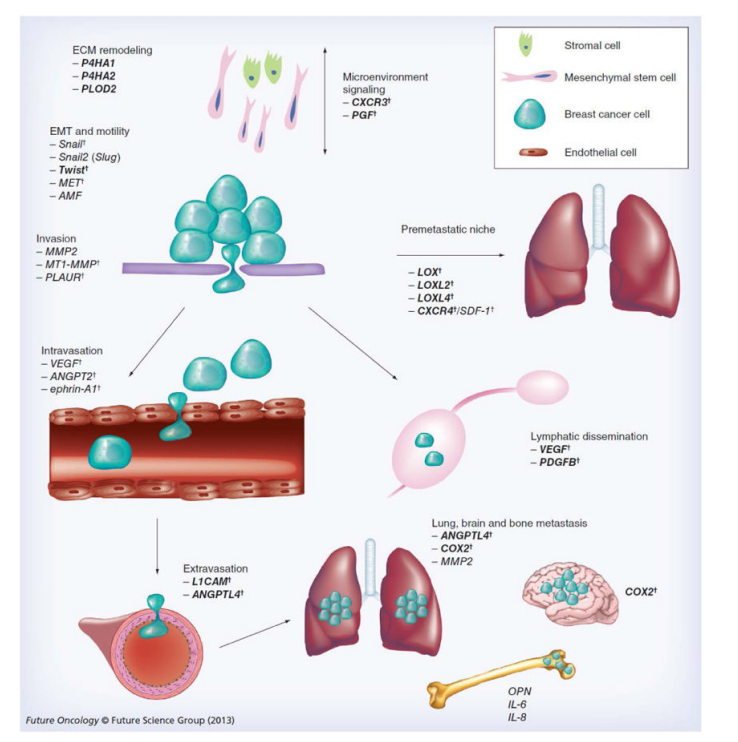 ECM remodeling
– P4HA1
– P4HA2
– PLOD2
Microenvironment
signaling
– CXCR3†
– PGF†
Stromal cell
Mesenchymal stem cell
Breast cancer cell
Endothelial cell
EMT and motility
– Snail†
– Snail2 (Slug)
– Twist†
– MET†
– AMF
Invasion
– MMP2
– MT1-MMP†
– PLAUR†
Premetastatic niche
– LOX†
– LOXL2†
– LOXL4†
– CXCR4†/SDF-1†
Intravasation
– VEGF†
– ANGPT2†
– ephrin-A1†
Lymphatic dissemination
– VEGF†
– PDGFB†
Extravasation
– L1CAM†
– ANGPTL4†
Lung, brain and bone metastasis
– ANGPTL4†
– COX2†
– MMP2
COX2†
OPN
IL-6
IL-8
Future Oncology © Future Science Group (2013)